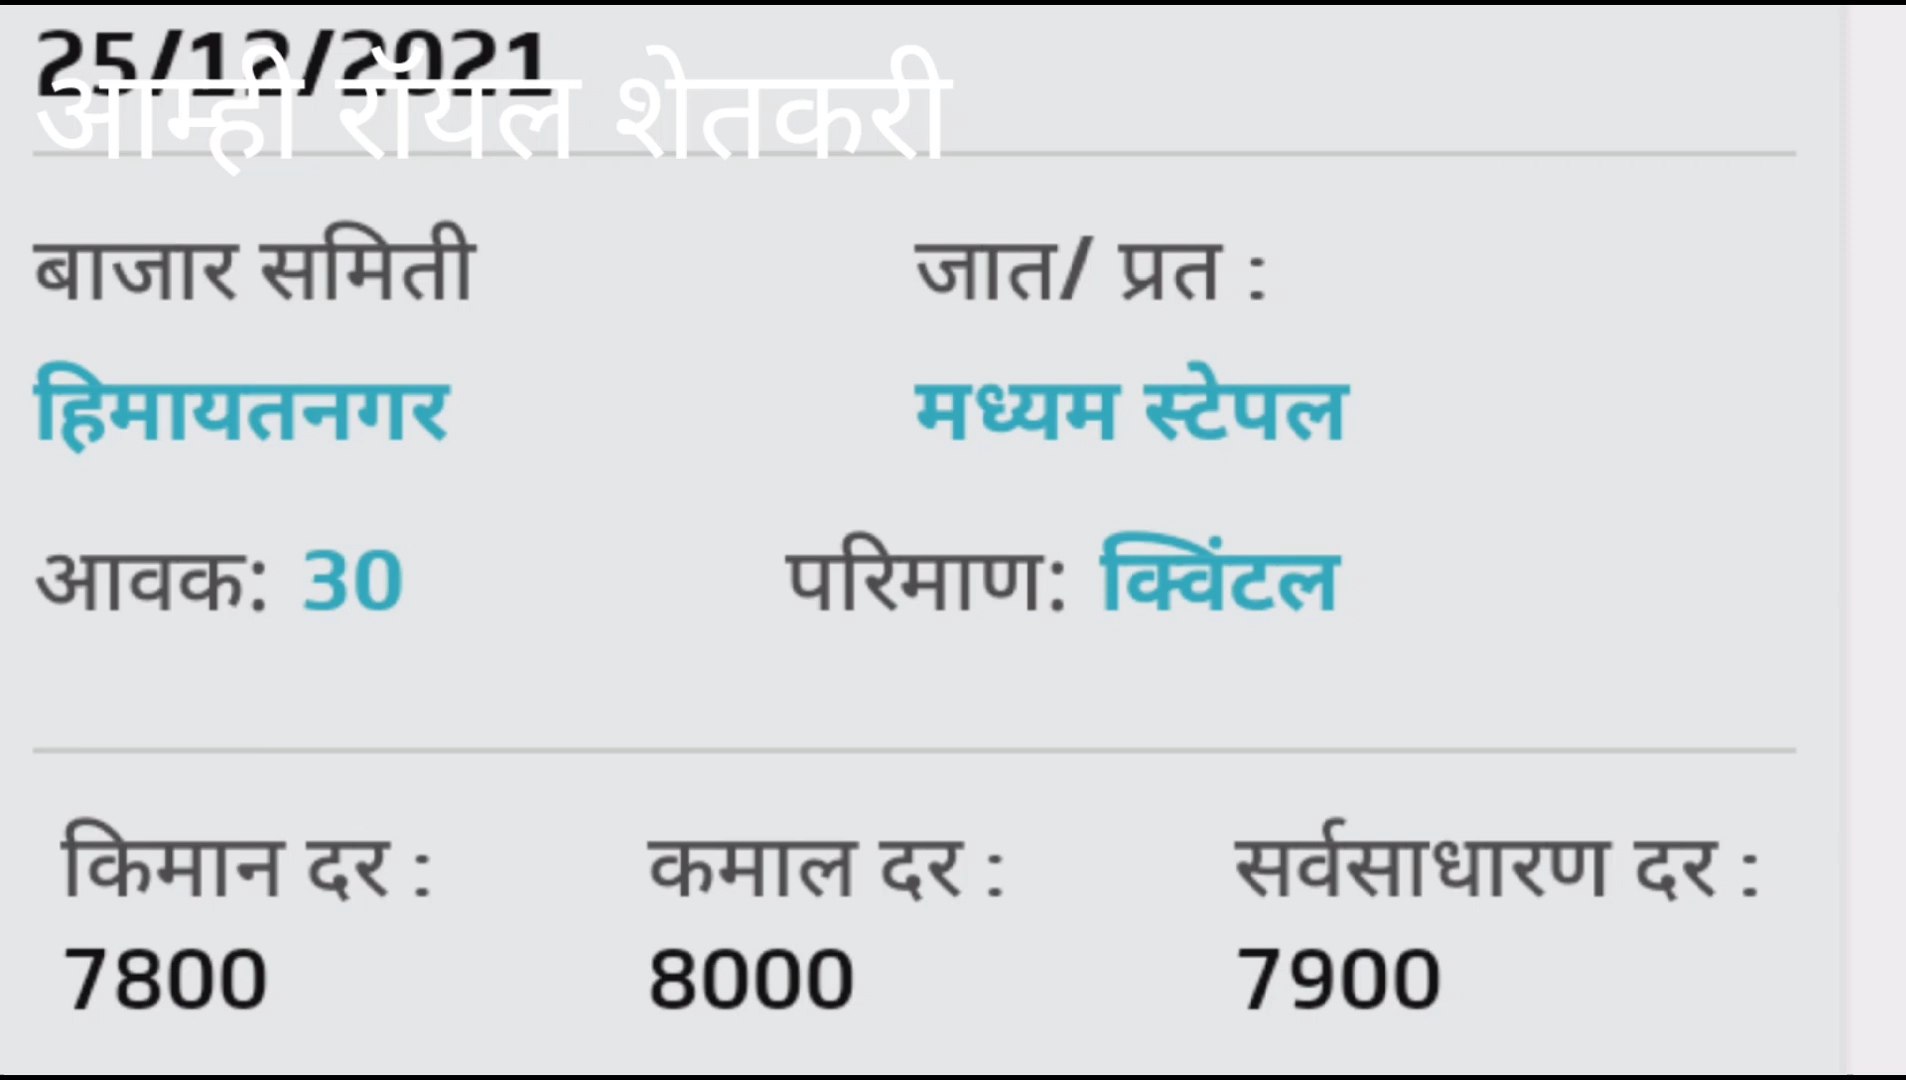 25/12/2021
आम्ही रॉयल शेतकरी
बाजार समिती जात/ प्रत :
हिमायतनगर मध्यम स्टेपल
आवक: 30 परिमाण: क्विंटल
किमान दर : कमाल दर : सर्वसाधारण दर :
7800 8000 7900